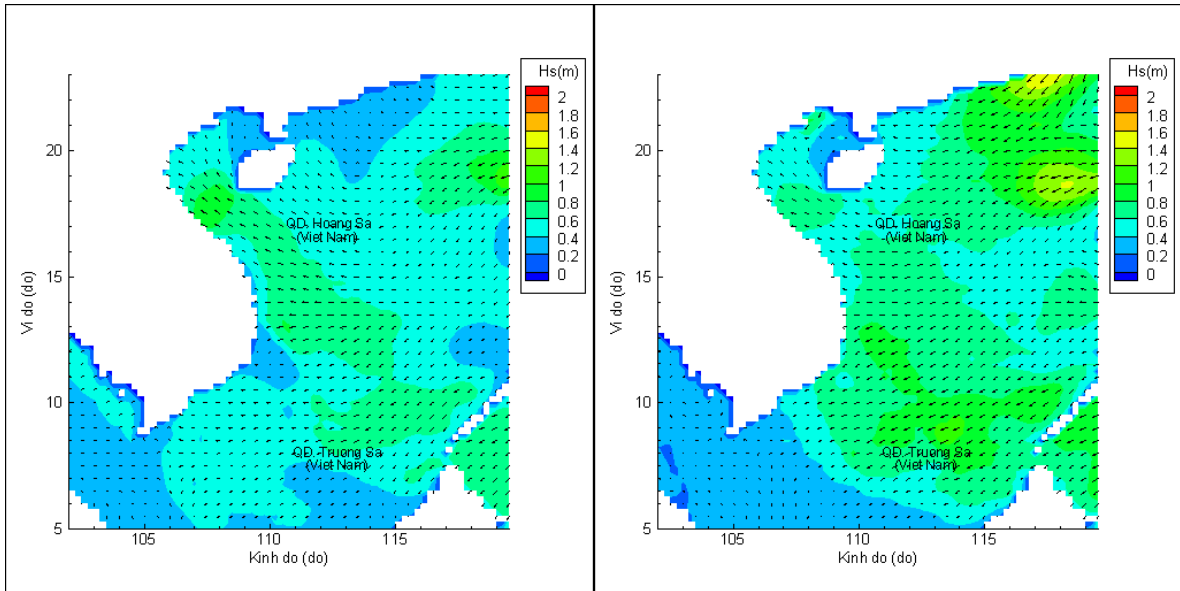 Hs(m)
2
1.8
1.6
1.4
1.2
1
0.8
0.6
0.4
0.2
0
20
15
10
5
Vi do (do)
QD. Hoang Sa
(Viet Nam)
QD. Truong Sa
(Viet Nam)
105
110
115
Kinh do (do)
Hs(m)
2
1.8
1.6
1.4
1.2
1
0.8
0.6
0.4
0.2
0
20
15
10
5
Vi do (do)
QD. Hoang Sa
(Viet Nam)
QD. Truong Sa
(Viet Nam)
105
110
115
Kinh do (do)